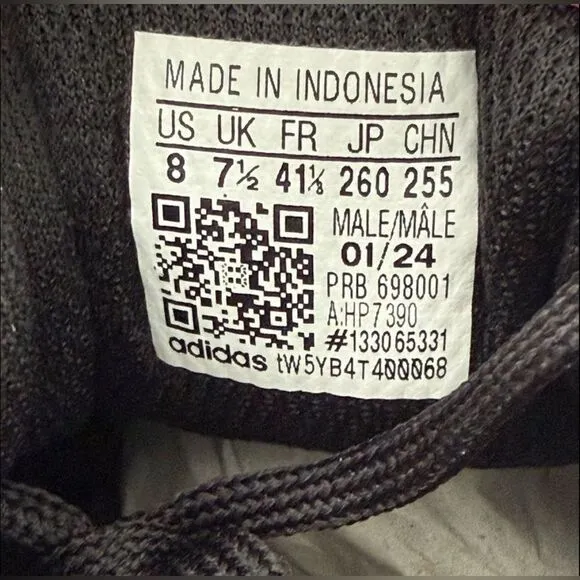 MADE IN INDONESIA
US UK FR JP CHN
8 7½ 41⅓ 260 255
MALE/MÂLE
01/24
PRB 698001
A:HP7390
#133065331
adidas tW5YB4T400068